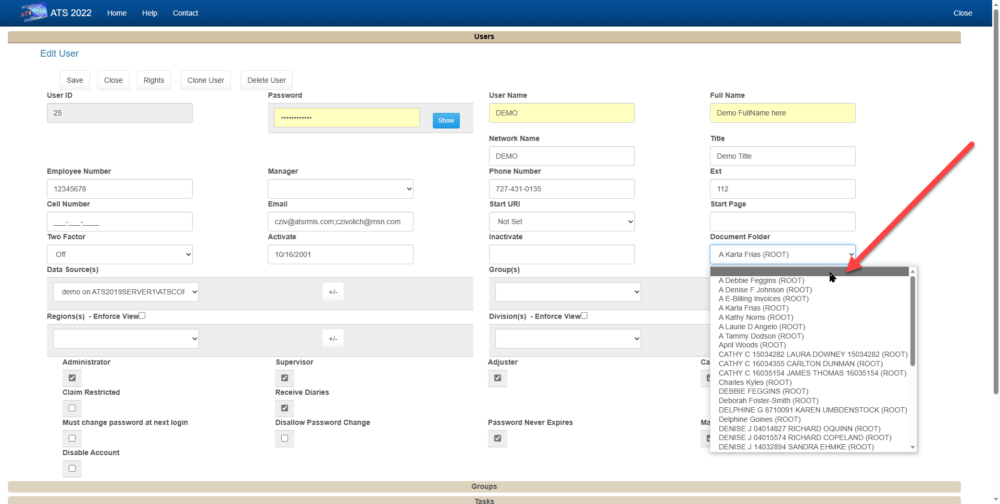 ATS 2022 Home Help Contact Close
Users
Edit User
Save Close Rights Clone User Delete User
User ID Password User Name Full Name
25 •••••••••••• Show DEMO Demo FullName here
Network Name Title
DEMO Demo Title
Employee Number Manager Phone Number Ext
12345678 727-431-0135 112
Cell Number Email Start URI Start Page
___-___-____ cziv@atsrmis.com;czivolich@msn.com Not Set
Two Factor Activate Inactivate Document Folder
Off 10/16/2001 A Karla Frias (ROOT)
Data Source(s) Group(s)
demo on ATS2019SERVER1\ATSCOF +/-
Regions(s) - Enforce View Division(s) - Enforce View
+/-
A Debbie Feggins (ROOT)
A Denise F Johnson (ROOT)
A E-Billing Invoices (ROOT)
A Karla Frias (ROOT)
A Kathy Norris (ROOT)
A Laurie D Angelo (ROOT)
A Tammy Dodson (ROOT)
April Woods (ROOT)
CATHY C 15034282 LAURA DOWNEY 15034282 (ROOT)
CATHY C 16034355 CARLTON DUNMAN (ROOT)
CATHY C 16035154 JAMES THOMAS 16035154 (ROOT)
Charles Kyles (ROOT)
DEBBIE FEGGINS (ROOT)
Deborah Foster-Smith (ROOT)
DELPHINE G 8710091 KAREN UMBDENSTOCK (ROOT)
Delphine Goines (ROOT)
DENISE J 04014827 RICHARD OQUINN (ROOT)
DENISE J 04015574 RICHARD COPELAND (ROOT)
DENISE J 14032894 SANDRA EHMKE (ROOT)
Administrator Supervisor Adjuster Ca
Claim Restricted Receive Diaries
Must change password at next login Disallow Password Change Password Never Expires Ma
Disable Account
Groups
Tasks